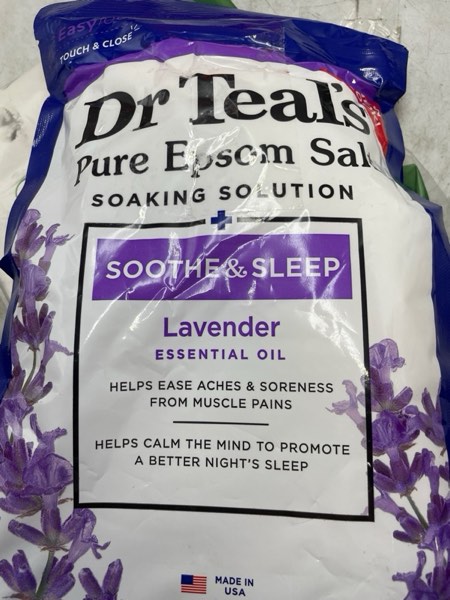 TOUCH & CLOSE
Dr Teal's
Pure Epsom Sal
SOAKING SOLUTION
SOOTHE & SLEEP
Lavender
ESSENTIAL OIL
HELPS EASE ACHES & SORENESS
FROM MUSCLE PAINS
HELPS CALM THE MIND TO PROMOTE
A BETTER NIGHT'S SLEEP
MADE IN
USA